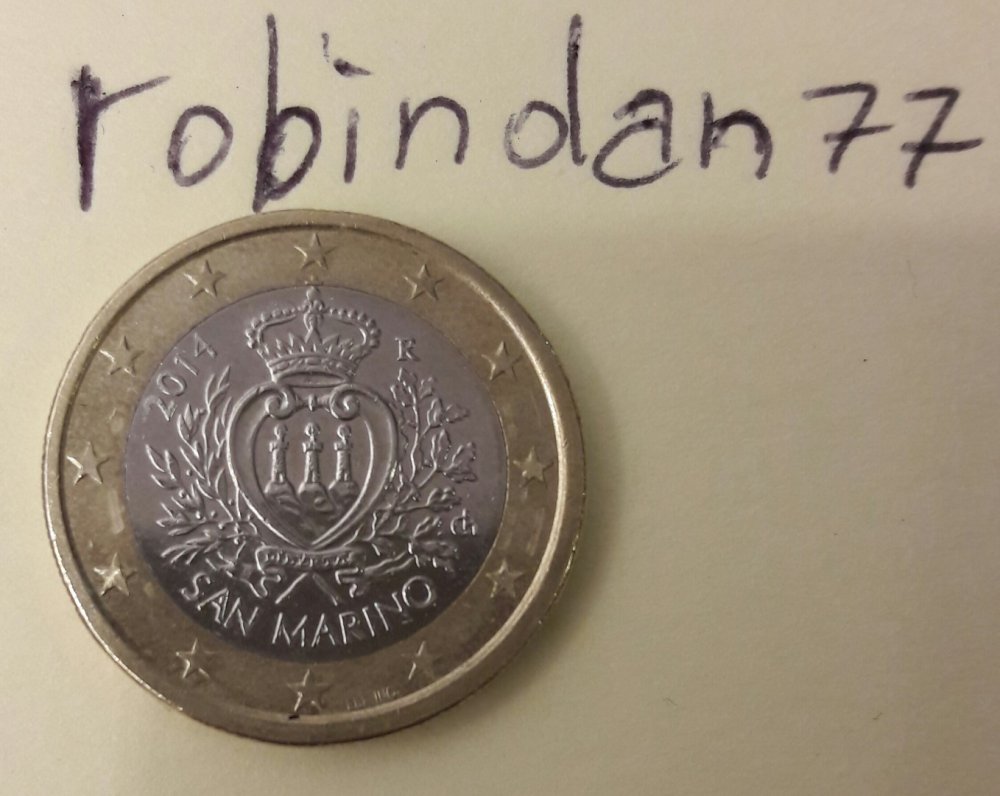 robindan77
2014
R
SAN MARINO